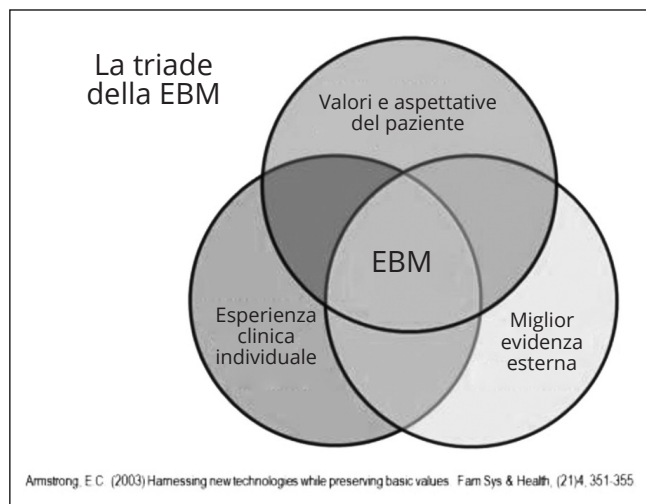 La triade
della EBM
Valori e aspettative
del paziente
EBM
Esperienza
clinica
individuale
Miglior
evidenza
esterna
Armstrong, E.C. (2003) Harnessing new technologies while preserving basic values. Fam Sys & Health, (21)4, 351-355